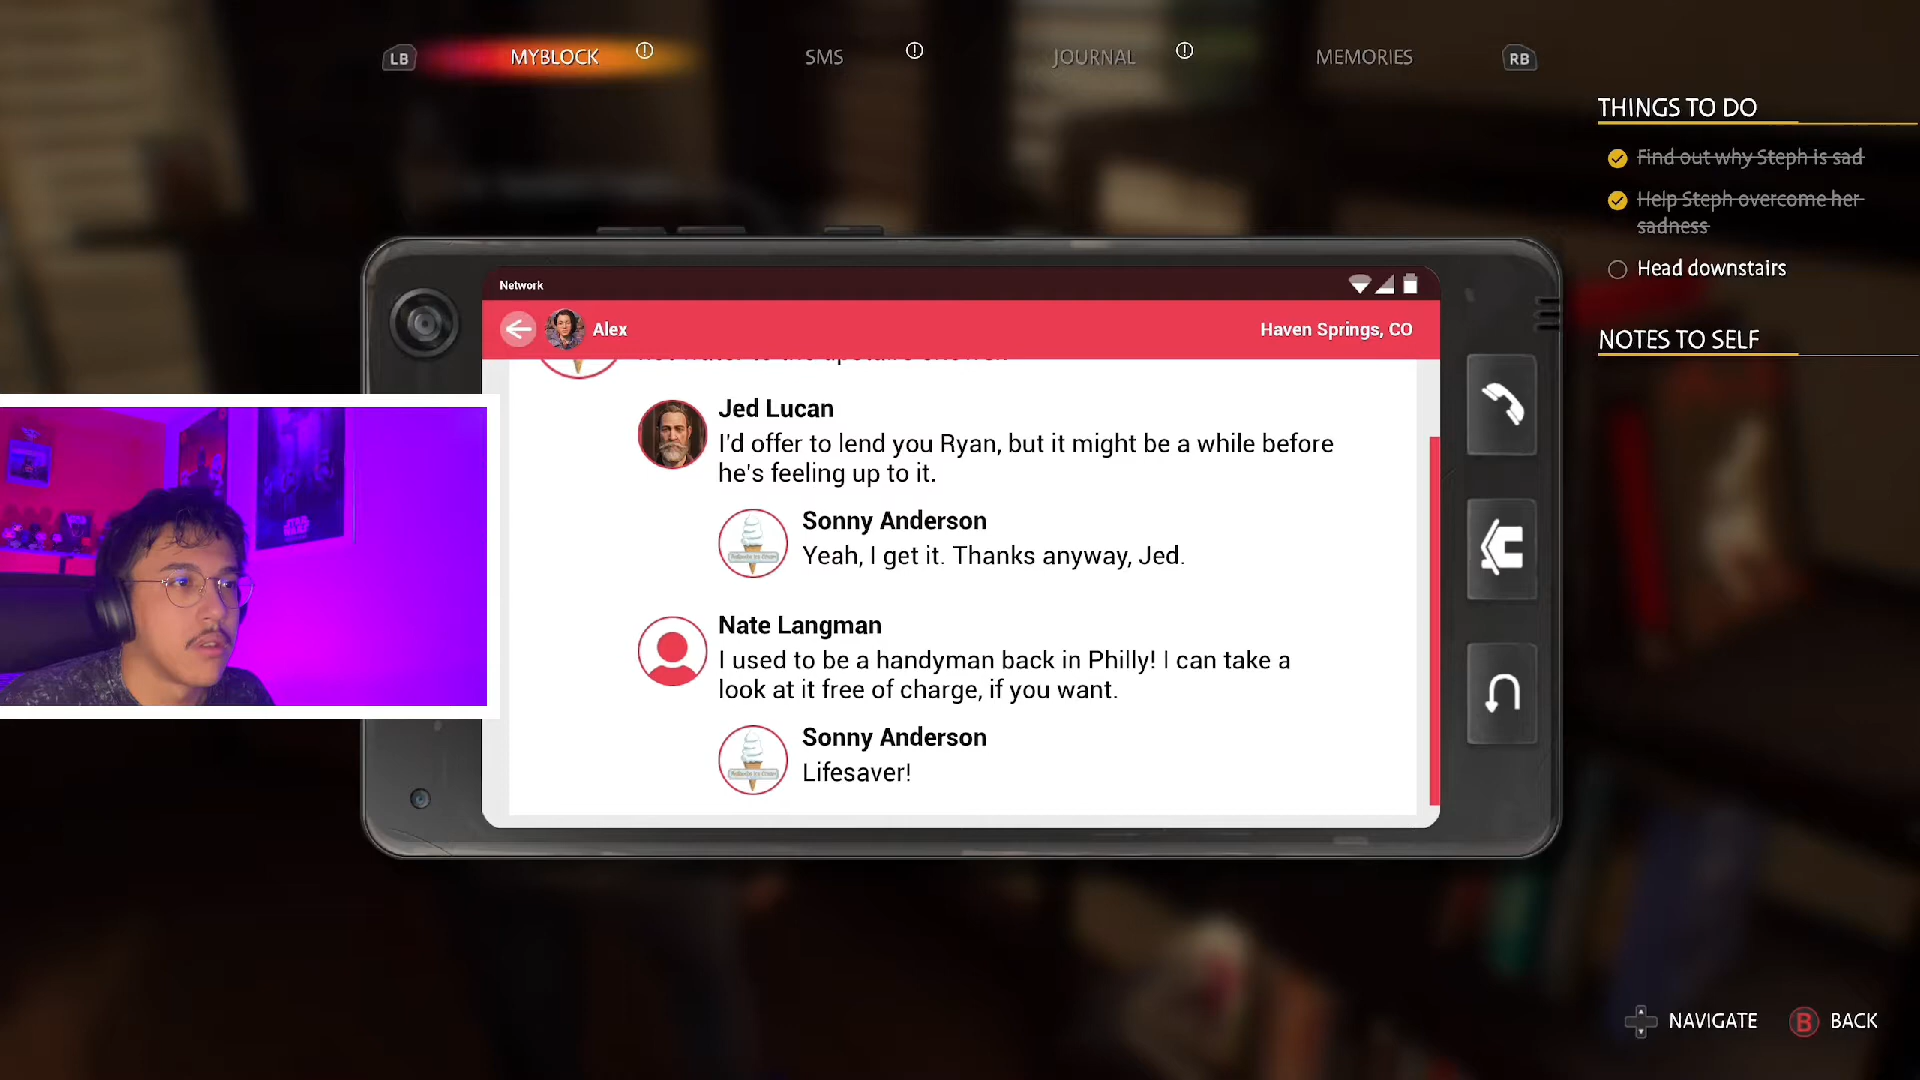 LB
MYBLOCK
SMS
JOURNAL
MEMORIES
RB
THINGS TO DO
Find out why Steph is sad
Help Steph overcome her
sadness
Head downstairs
NOTES TO SELF
Network
Alex
Haven Springs, CO
Jed Lucan
I'd offer to lend you Ryan, but it might be a while before
he's feeling up to it.
Sonny Anderson
Yeah, I get it. Thanks anyway, Jed.
Nate Langman
I used to be a handyman back in Philly! I can take a
look at it free of charge, if you want.
Sonny Anderson
Lifesaver!
STAR
WARS
NAVIGATE
B BACK